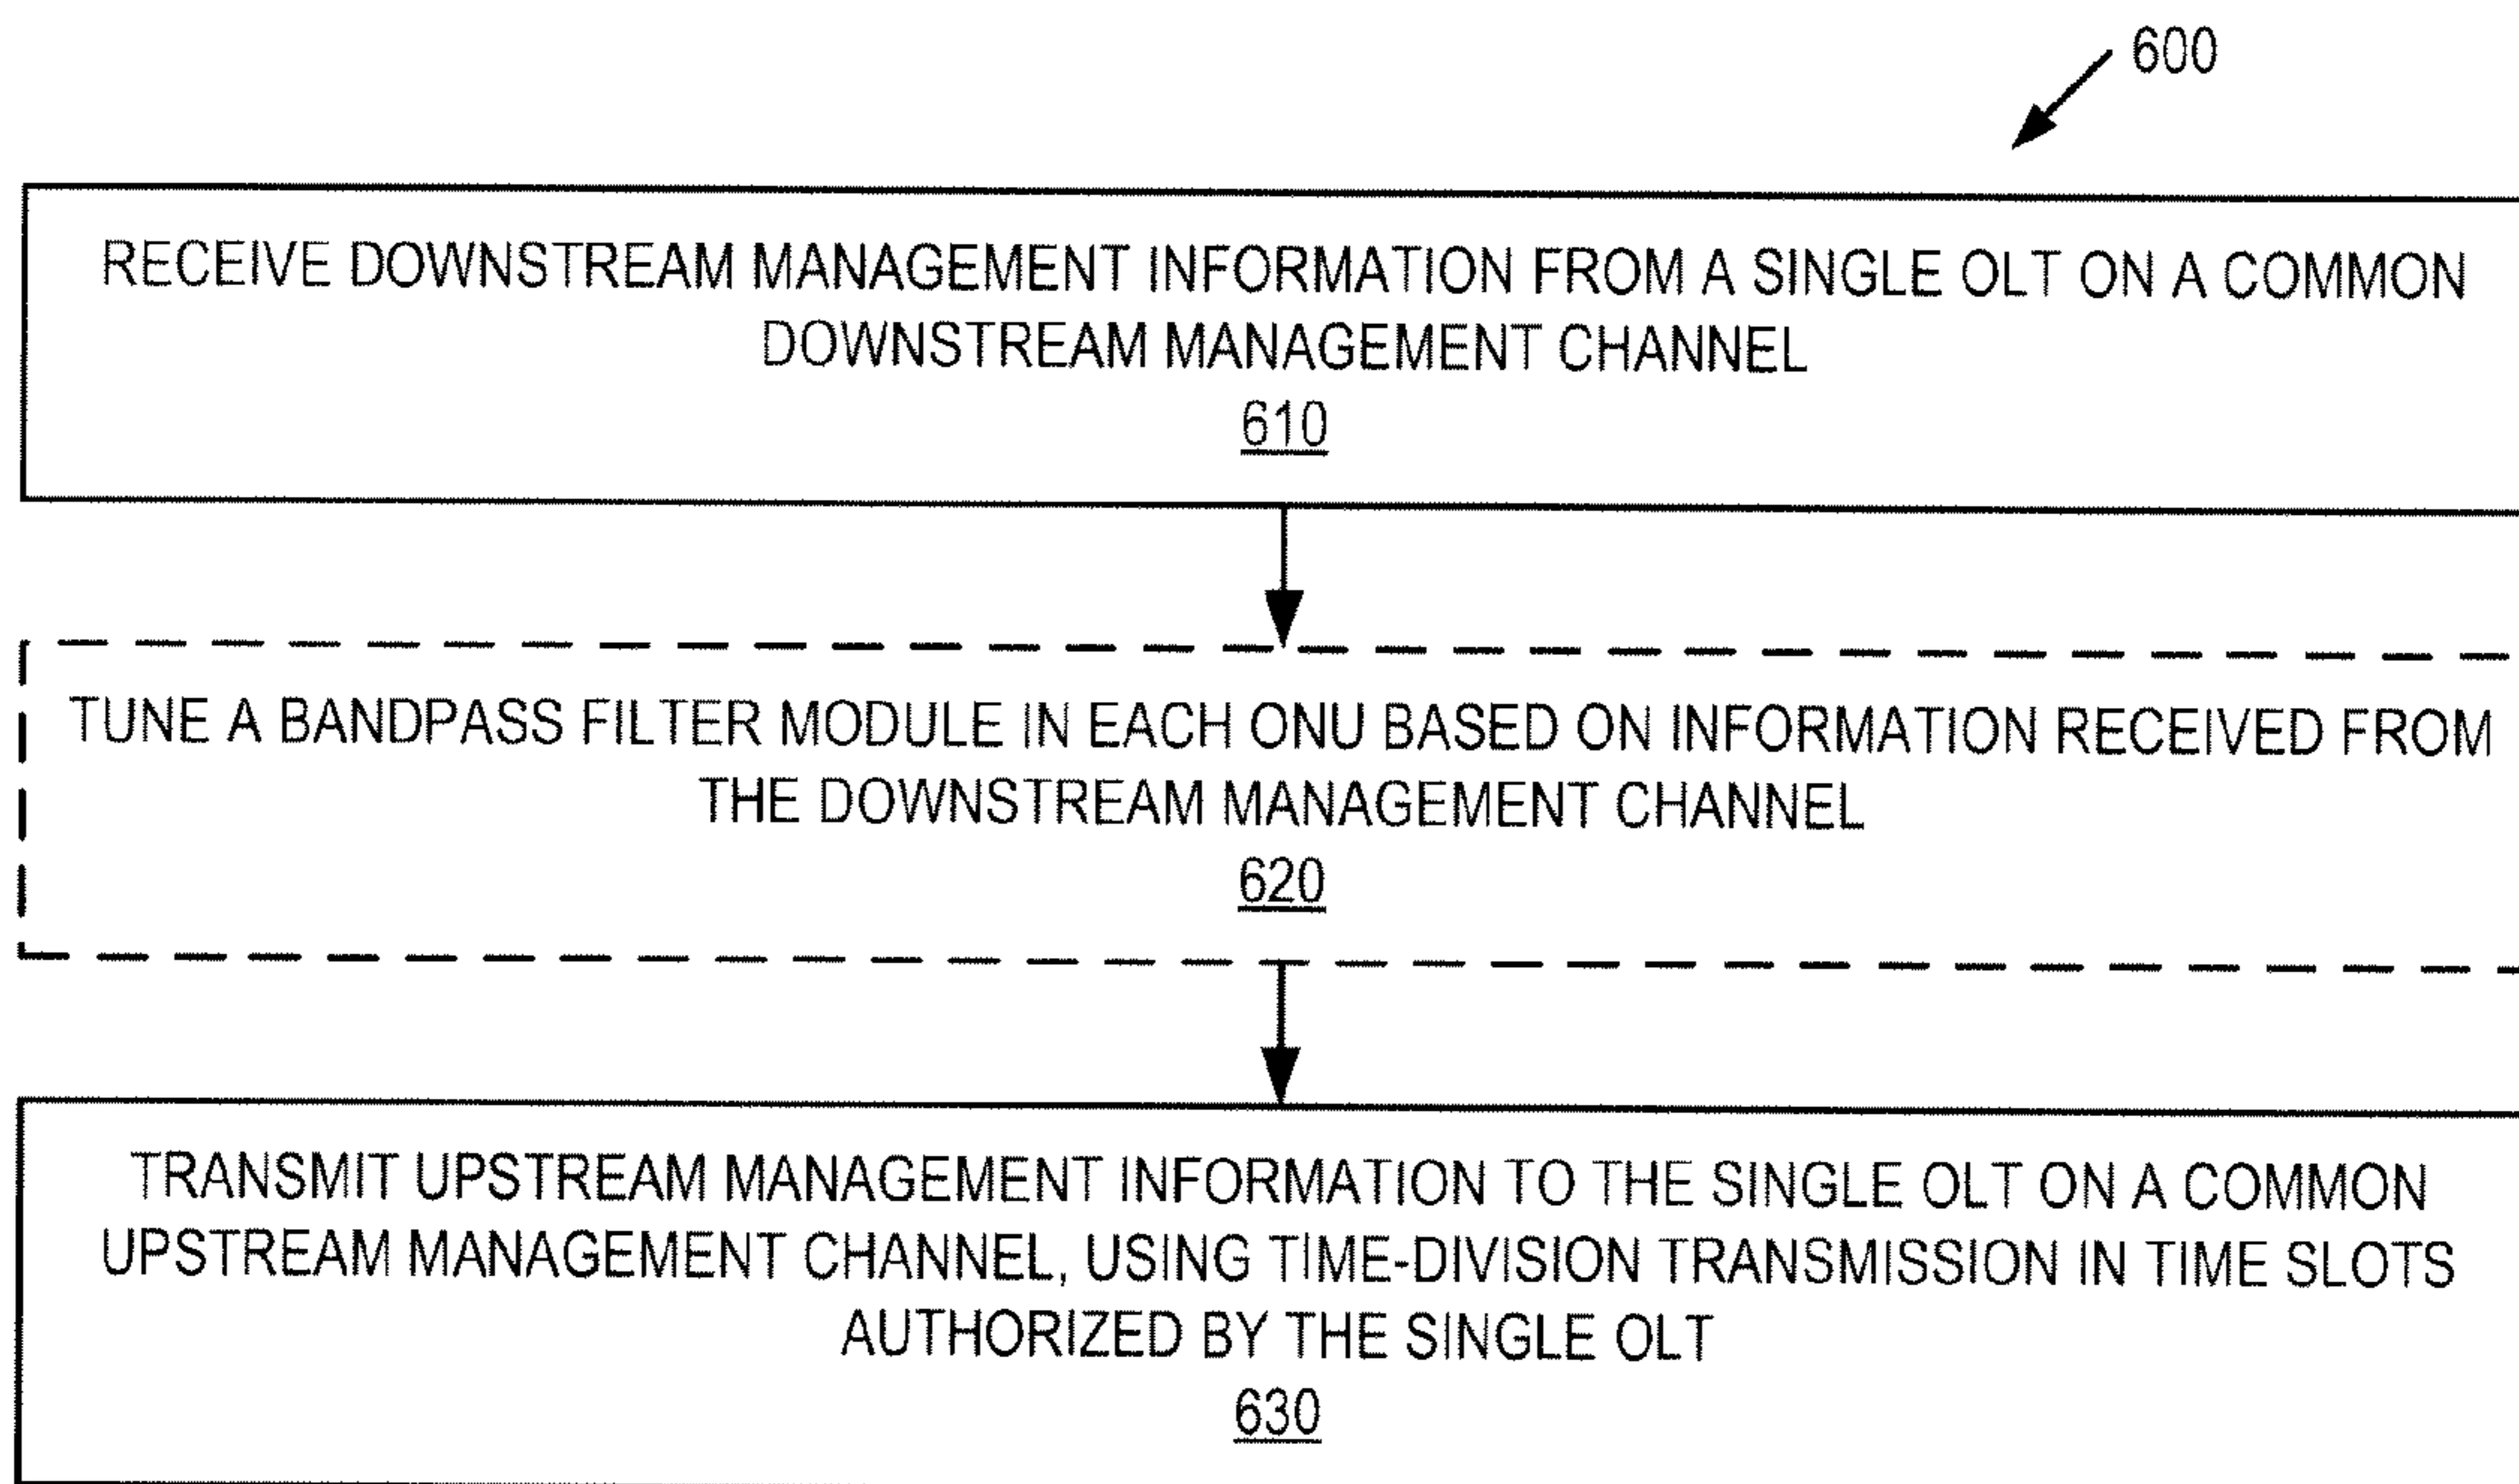 600
RECEIVE DOWNSTREAM MANAGEMENT INFORMATION FROM A SINGLE OLT ON A COMMON
DOWNSTREAM MANAGEMENT CHANNEL
610
TUNE A BANDPASS FILTER MODULE IN EACH ONU BASED ON INFORMATION RECEIVED FROM
THE DOWNSTREAM MANAGEMENT CHANNEL
620
TRANSMIT UPSTREAM MANAGEMENT INFORMATION TO THE SINGLE OLT ON A COMMON
UPSTREAM MANAGEMENT CHANNEL, USING TIME-DIVISION TRANSMISSION IN TIME SLOTS
AUTHORIZED BY THE SINGLE OLT
630